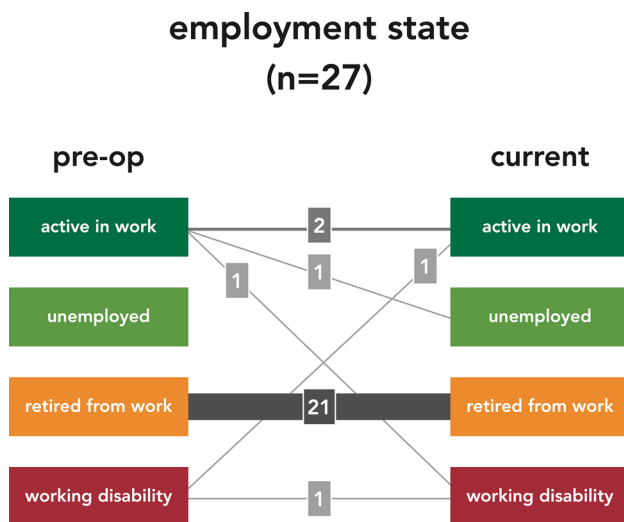 employment state
(n=27)
pre-op current
active in work 2 active in work
1 1 1
unemployed unemployed
retired from work 21 retired from work
working disability 1 working disability